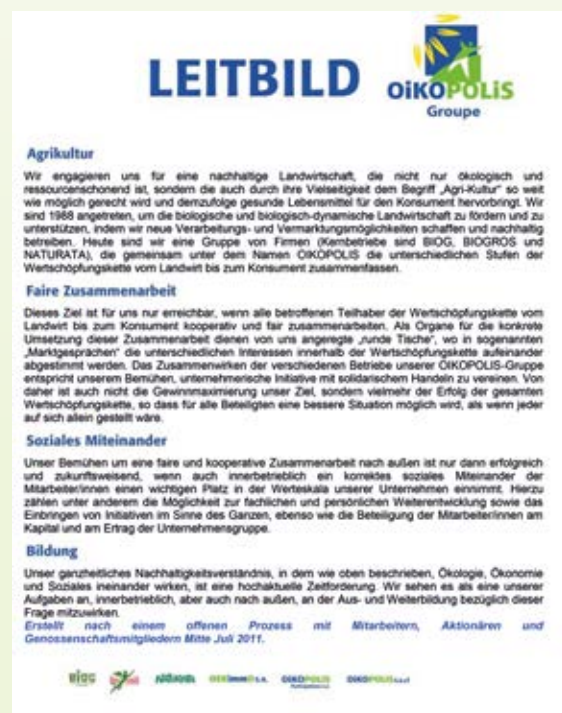 LEITBILD
OiKOPOLiS
Groupe
Agrikultur
Wir engagieren uns für eine nachhaltige Landwirtschaft, die nicht nur ökologisch und
ressourcenschonend ist, sondern die auch durch ihre Vielseitigkeit dem Begriff „Agri-Kultur“ so weit
wie möglich gerecht wird und demzufolge gesunde Lebensmittel für den Konsument hervorbringt. Wir
sind 1988 angetreten, um die biologische und biologisch-dynamische Landwirtschaft zu fördern und zu
unterstützen, indem wir neue Verarbeitungs- und Vermarktungsmöglichkeiten schaffen und nachhaltig
betreiben. Heute sind wir eine Gruppe von Firmen (Kernbetriebe sind BIOG, BIOGROS und
NATURATA), die gemeinsam unter dem Namen OIKOPOLIS die unterschiedlichen Stufen der
Wertschöpfungskette vom Landwirt bis zum Konsument zusammenfassen.
Faire Zusammenarbeit
Dieses Ziel ist für uns nur erreichbar, wenn alle betroffenen Teilhaber der Wertschöpfungskette vom
Landwirt bis zum Konsument kooperativ und fair zusammenarbeiten. Als Organe für die konkrete
Umsetzung dieser Zusammenarbeit dienen von uns angeregte „runde Tische“, wo in sogenannten
„Marktgesprächen“ die unterschiedlichen Interessen innerhalb der Wertschöpfungskette aufeinander
abgestimmt werden. Das Zusammenwirken der verschiedenen Betriebe unserer OIKOPOLIS-Gruppe
entspricht unserem Bemühen, unternehmerische Initiative mit solidarischem Handeln zu vereinen. Von
daher ist auch nicht die Gewinnmaximierung unser Ziel, sondern vielmehr der Erfolg der gesamten
Wertschöpfungskette, so dass für alle Beteiligten eine bessere Situation möglich wird, als wenn jeder
auf sich allein gestellt wäre.
Soziales Miteinander
Unser Bemühen um eine faire und kooperative Zusammenarbeit nach außen ist nur dann erfolgreich
und zukunftsweisend, wenn auch innerbetrieblich ein korrektes soziales Miteinander der
Mitarbeiter/innen einen wichtigen Platz in der Werteskala unserer Unternehmen einnimmt. Hierzu
zählen unter anderem die Möglichkeit zur fachlichen und persönlichen Weiterentwicklung sowie das
Einbringen von Initiativen im Sinne des Ganzen, ebenso wie die Beteiligung der Mitarbeiter/innen am
Kapital und am Ertrag der Unternehmensgruppe.
Bildung
Unser ganzheitliches Nachhaltigkeitsverständnis, in dem wie oben beschrieben, Ökologie, Ökonomie
und Soziales ineinander wirken, ist eine hochaktuelle Zeitforderung. Wir sehen es als eine unserer
Aufgaben an, innerbetrieblich, aber auch nach außen, an der Aus- und Weiterbildung bezüglich dieser
Frage mitzuwirken.
Erstellt nach einem offenen Prozess mit Mitarbeitern, Aktionären und
Genossenschaftsmitgliedern Mitte Juli 2011.
BIOG OEKimmO s.a. OIKOPOLIS OIKOPOLIS s.à r.l